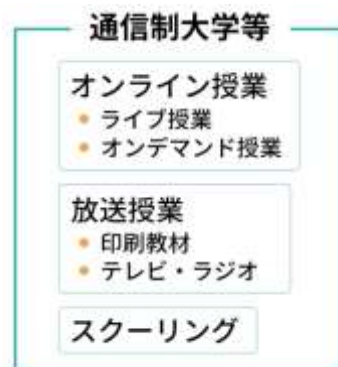 通信制大学等
オンライン授業
• ライブ授業
• オンデマンド授業
放送授業
• 印刷教材
• テレビ・ラジオ
スクーリング